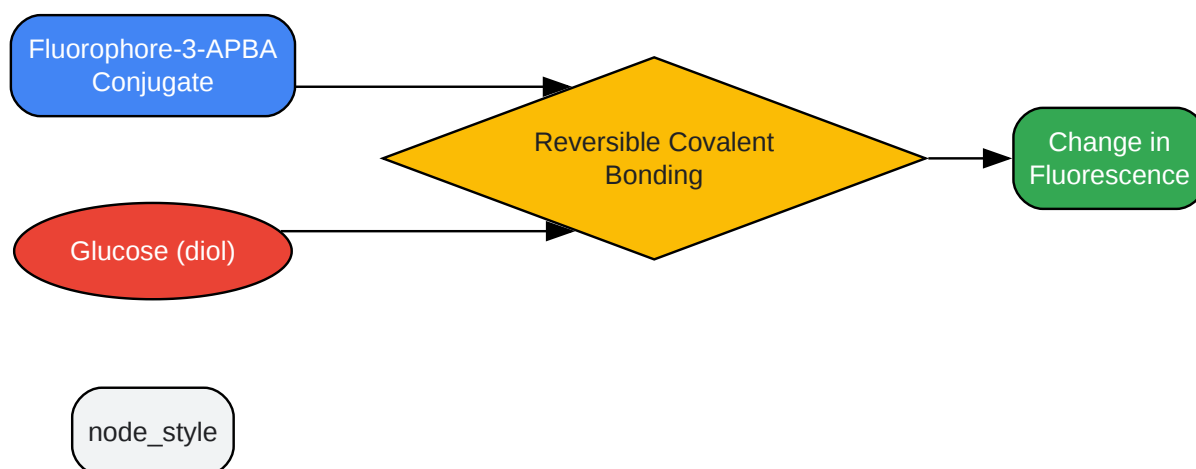 Fluorophore-3-APBA
Conjugate
Reversible Covalent
Bonding
Change in
Fluorescence
Glucose (diol)
node_style